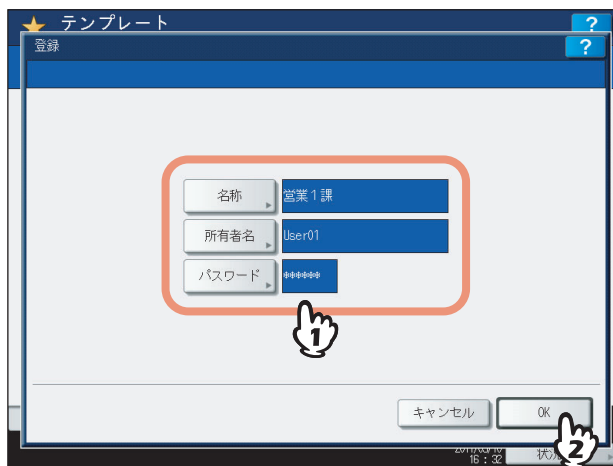 テンプレート
?
登録
?
名称 営業1課
所有者名 User01
パスワード ******
1
キャンセル OK
2
16:32